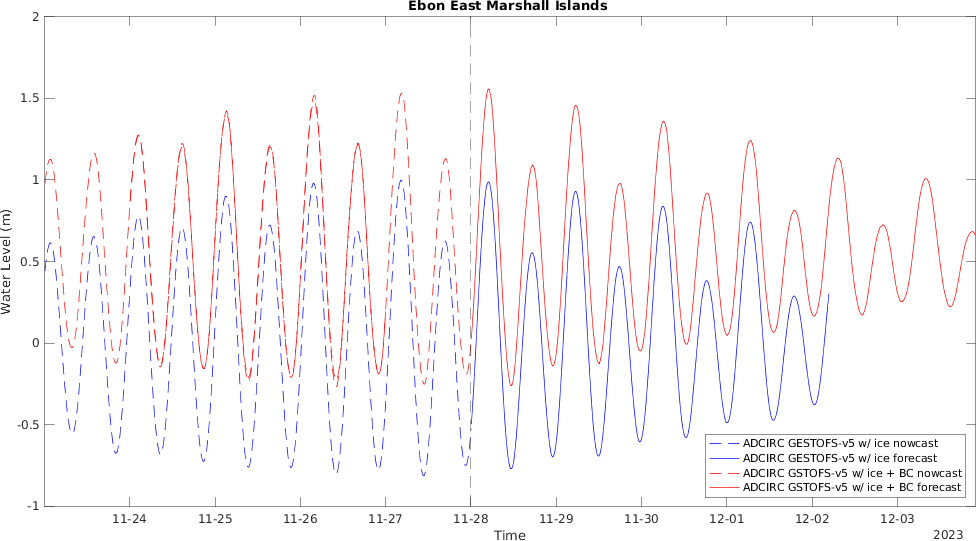 Ebon East Marshall Islands
2
1.5
1
0.5
0
-0.5
-1
Water Level (m)
11-24 11-25 11-26 11-27 11-28 11-29 11-30 12-01 12-02 12-03
Time
2023
ADCIRC GESTOFS-v5 w/ ice nowcast
ADCIRC GESTOFS-v5 w/ ice forecast
ADCIRC GSTOFS-v5 w/ ice + BC nowcast
ADCIRC GSTOFS-v5 w/ ice + BC forecast